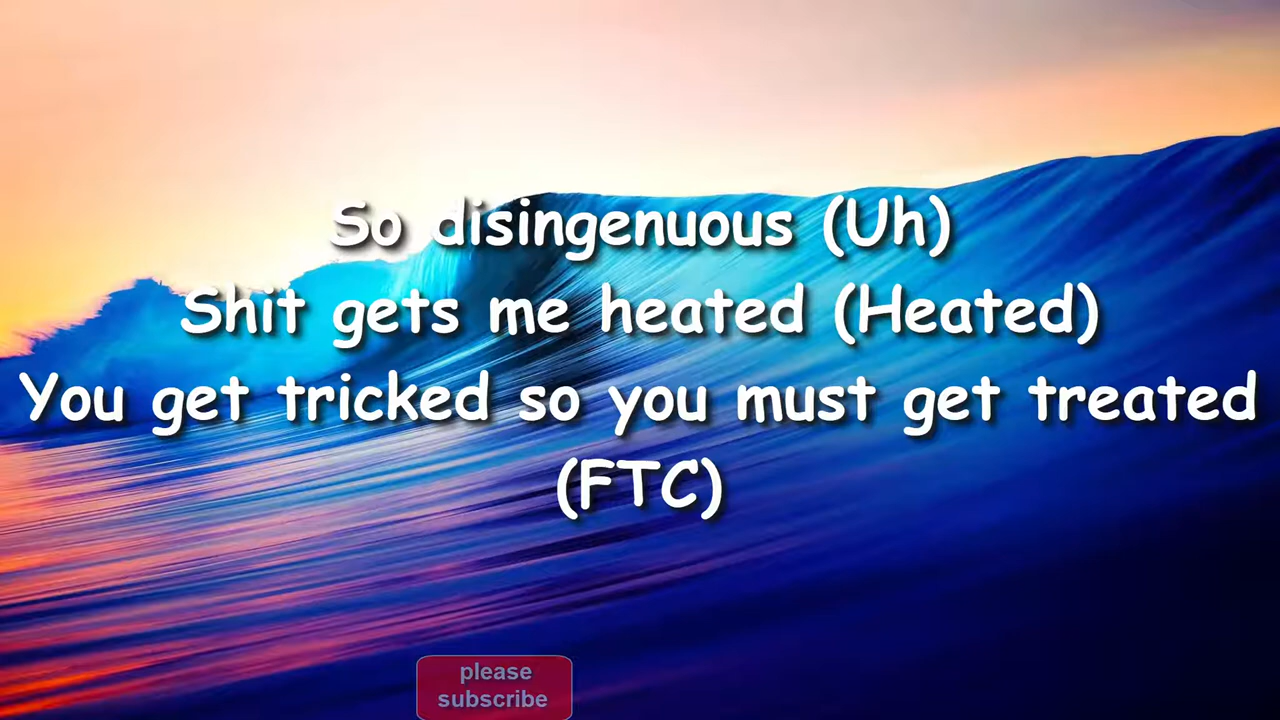 So disingenuous (Uh)
Shit gets me heated (Heated)
You get tricked so you must get treated
(FTC)
please
subscribe